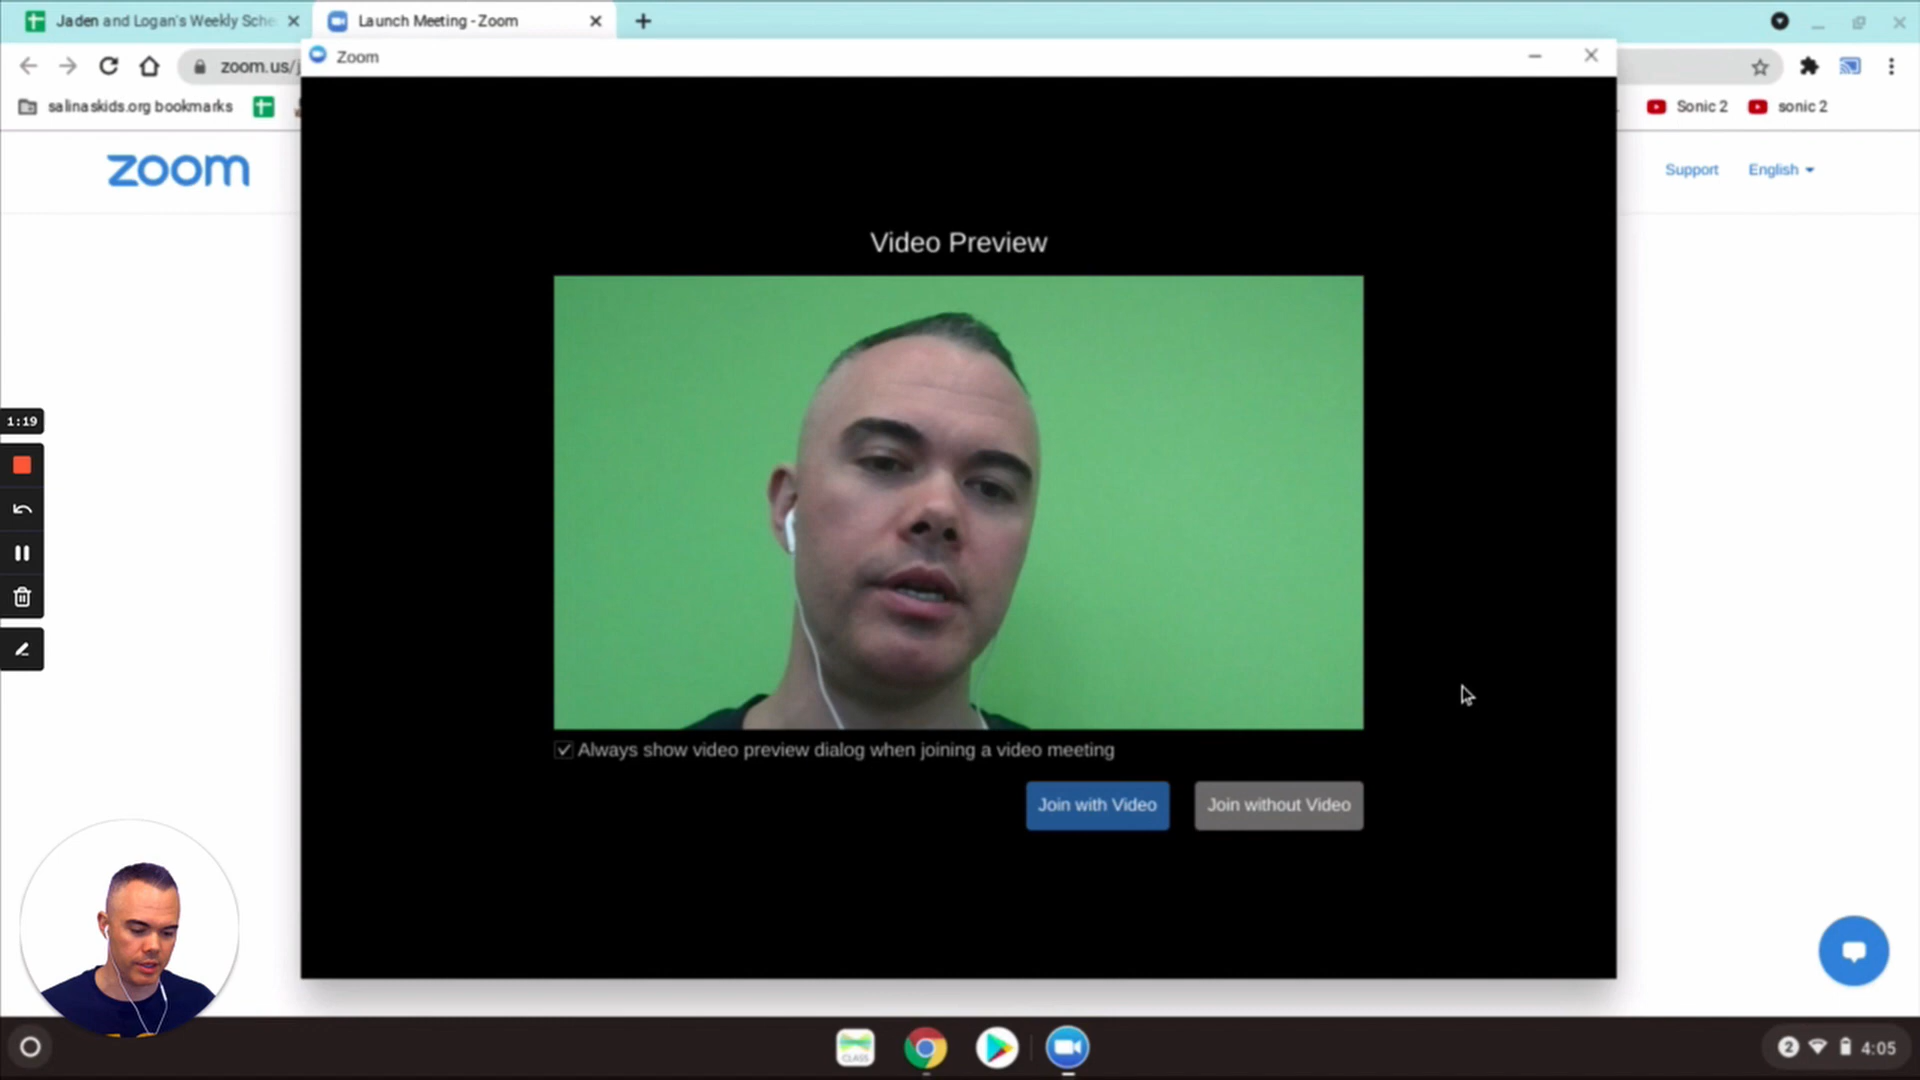 Jaden and Logan's Weekly Sche
Launch Meeting - Zoom
zoom.us/j
Zoom
salinaskids.org bookmarks
Sonic 2
sonic 2
zoom
Support
English
Video Preview
1:19
Always show video preview dialog when joining a video meeting
Join with Video
Join without Video
CLASS
2
4:05